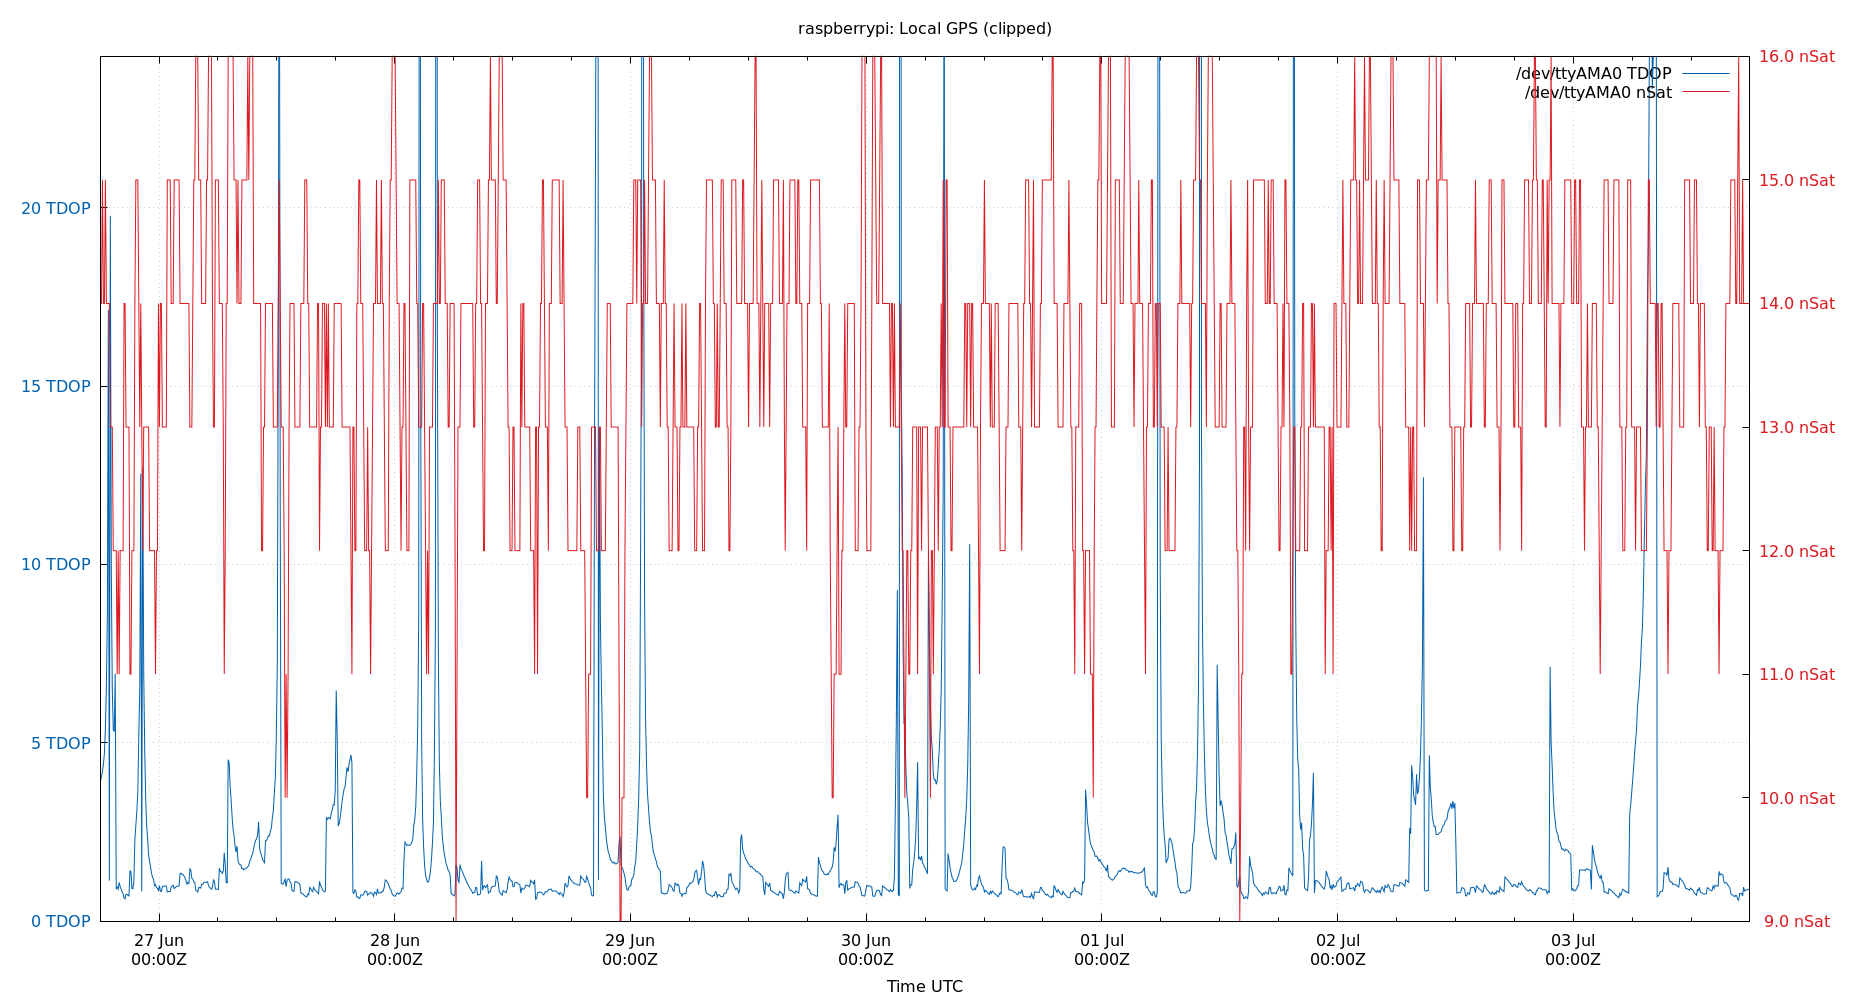 raspberrypi: Local GPS (clipped)
16.0 nSat
/dev/ttyAMA0 TDOP
/dev/ttyAMA0 nSat
15.0 nSat
20 TDOP
14.0 nSat
15 TDOP
13.0 nSat
12.0 nSat
10 TDOP
11.0 nSat
5 TDOP
10.0 nSat
0 TDOP
9.0 nSat
27 Jun 28 Jun 29 Jun 30 Jun 01 Jul 02 Jul 03 Jul
00:00Z 00:00Z 00:00Z 00:00Z 00:00Z 00:00Z 00:00Z
Time UTC